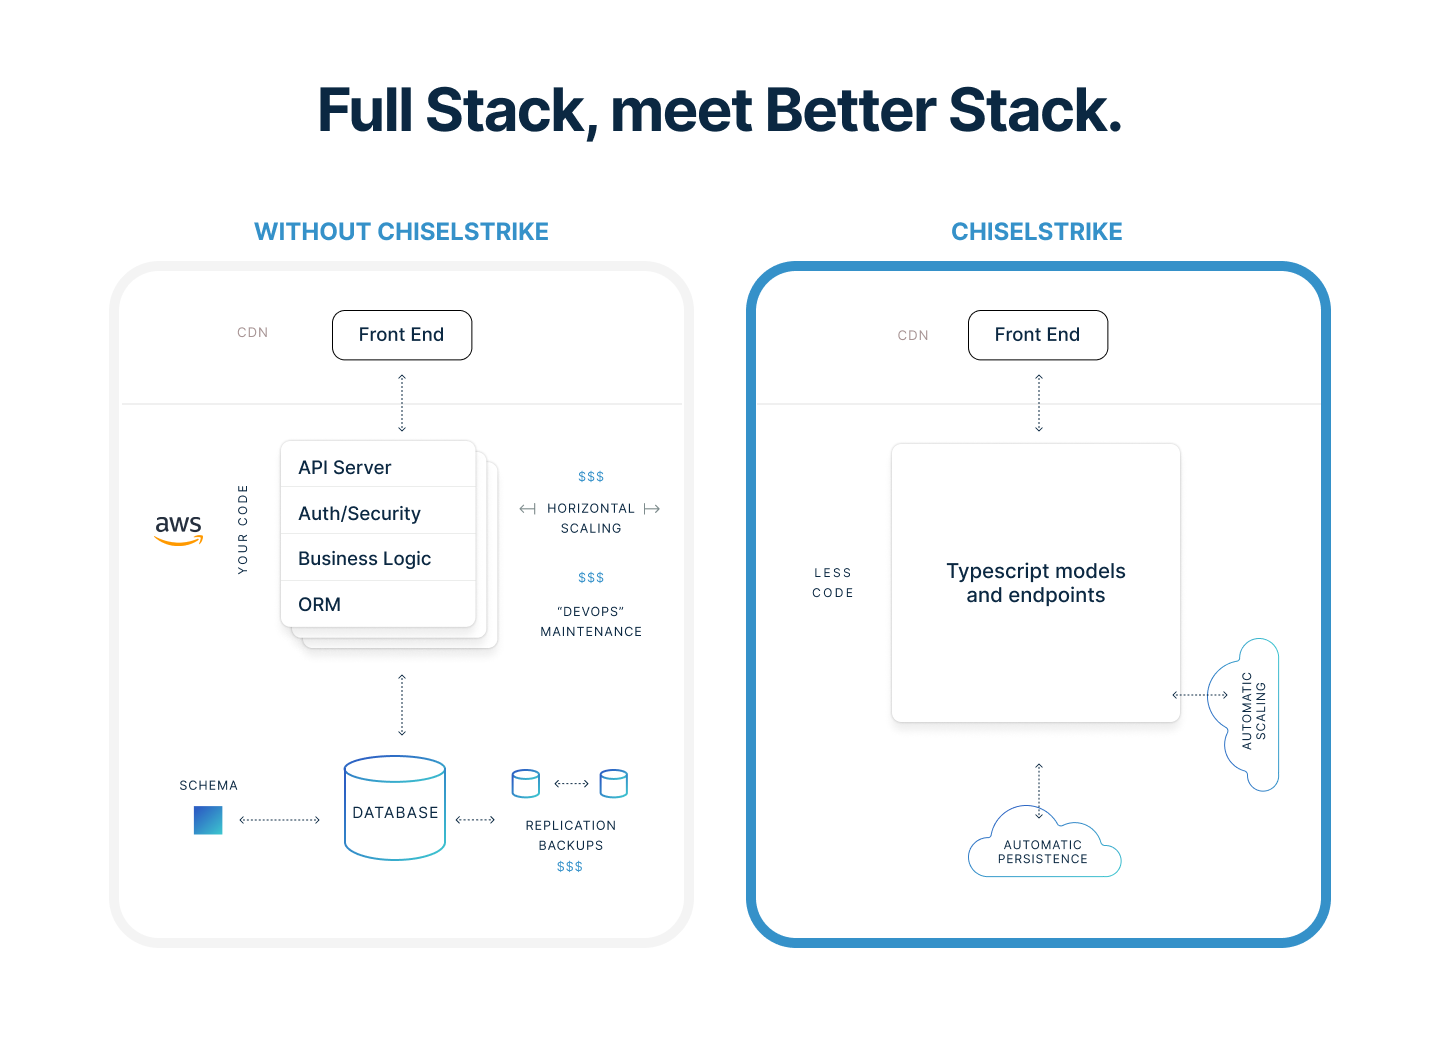 Full Stack, meet Better Stack.
WITHOUT CHISELSTRIKE
CDN
Front End
aws
YOUR CODE
API Server
Auth/Security
Business Logic
ORM
$$$
HORIZONTAL
SCALING
$$$
“DEVOPS”
MAINTENANCE
SCHEMA
DATABASE
REPLICATION
BACKUPS
$$$
CHISELSTRIKE
CDN
Front End
LESS
CODE
Typescript models
and endpoints
AUTOMATIC
SCALING
AUTOMATIC
PERSISTENCE